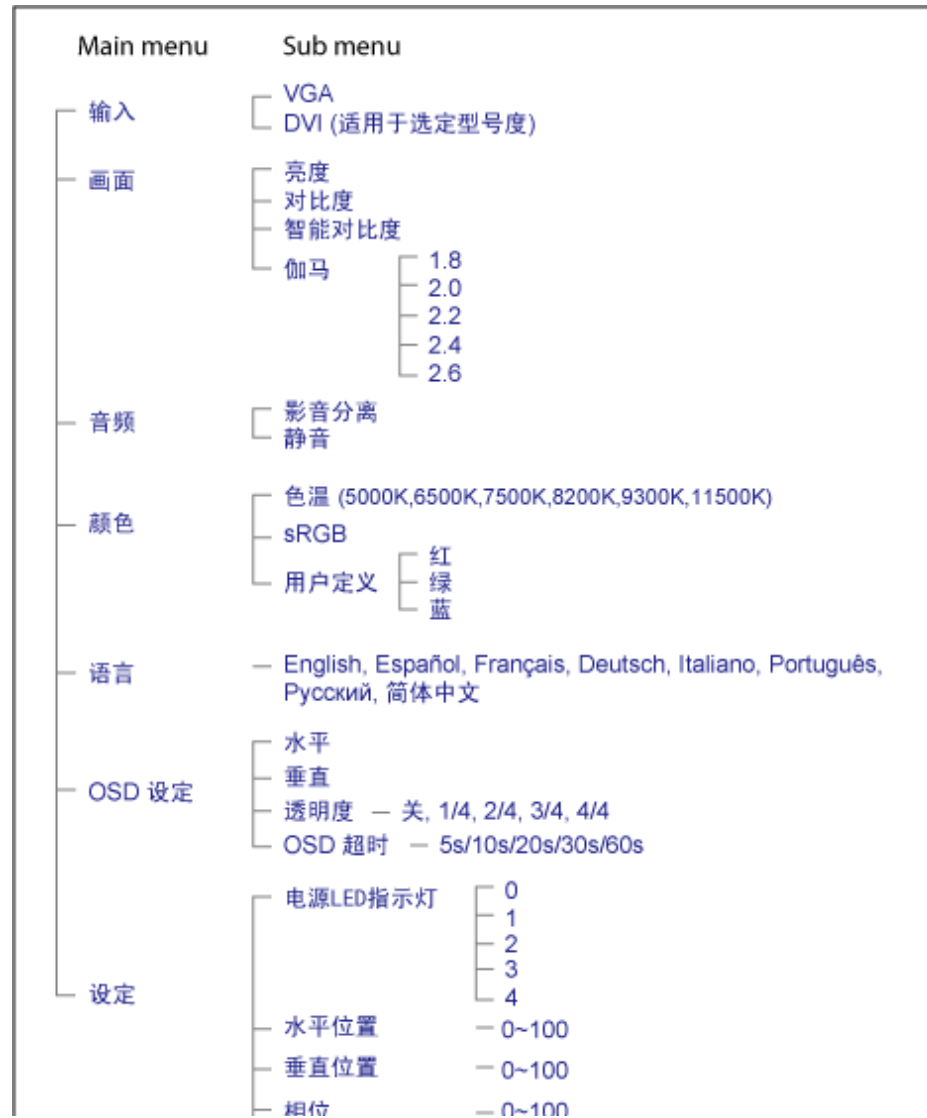 Main menu Sub menu
输入
VGA
DVI (适用于选定型号度)
画面
亮度
对比度
智能对比度
伽马
1.8
2.0
2.2
2.4
2.6
音频
影音分离
静音
颜色
色温 (5000K,6500K,7500K,8200K,9300K,11500K)
sRGB
用户定义
红
绿
蓝
语言
English, Español, Français, Deutsch, Italiano, Português,
Русский, 简体中文
OSD 设定
水平
垂直
透明度 — 关, 1/4, 2/4, 3/4, 4/4
OSD 超时 — 5s/10s/20s/30s/60s
设定
电源LED指示灯
0
1
2
3
4
水平位置 — 0~100
垂直位置 — 0~100
相位 — 0~100